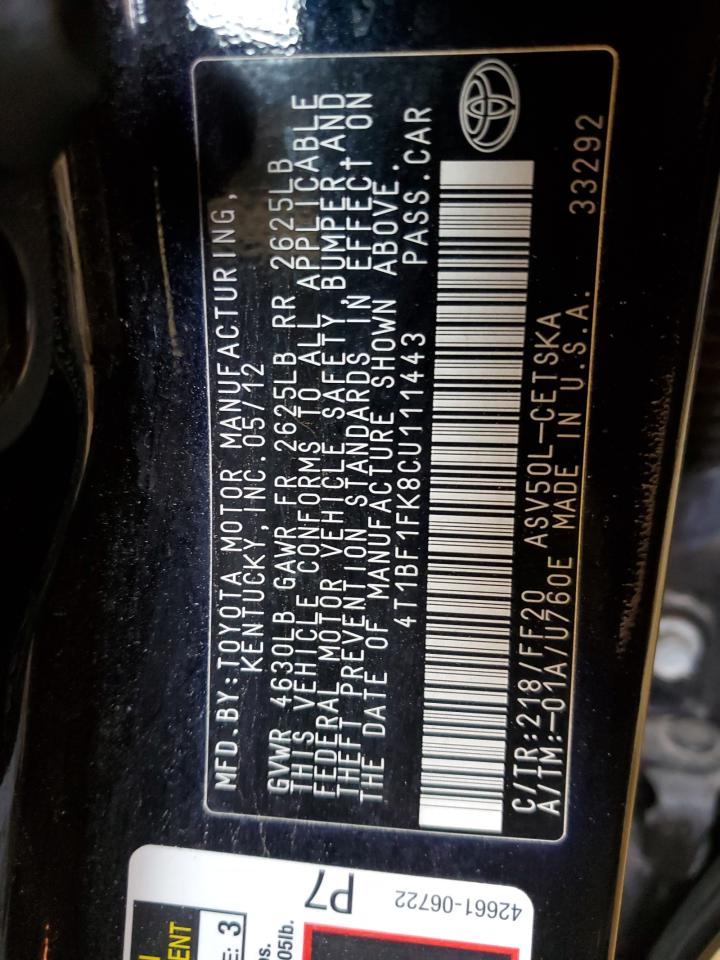 MFD.BY:TOYOTA MOTOR MANUFACTURING,
KENTUCKY,INC.05/12
GVWR 4630LB GAWR FR 2625LB RR 2625LB
THIS VEHICLE CONFORMS TO ALL APPLICABLE
FEDERAL MOTOR VEHICLE SAFETY, BUMPER,AND
THEFT PREVENTION STANDARDS IN EFFECT ON
THE DATE OF MANUFACTURE SHOWN ABOVE.
4T1BF1FK8CU111443 PASS.CAR
C/TR:218/FF20 ASV50L-CETSKA
A/TM:-01A/U760E MADE IN U.S.A. 33292
P7
42661-06722
3
05lb.